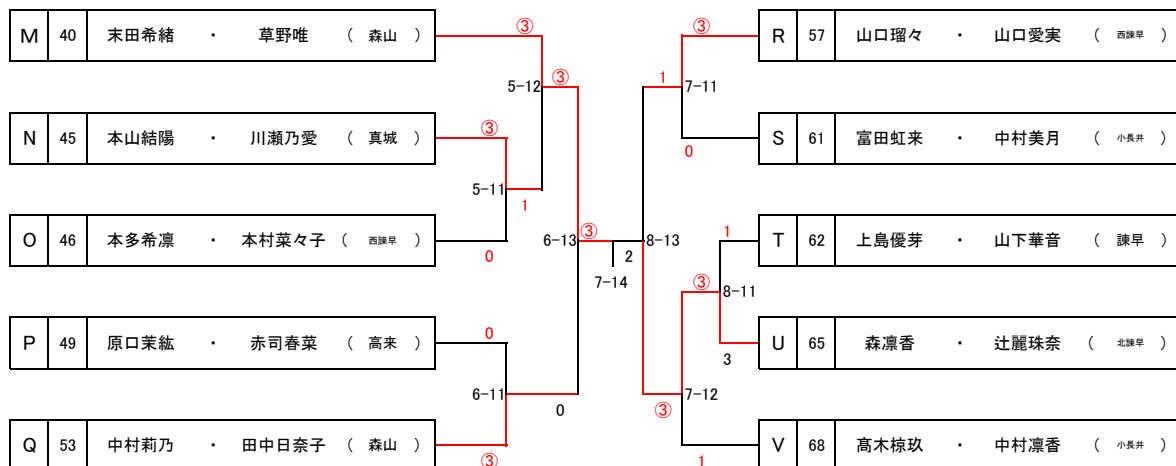 M 40 末田希緒 ・ 草野唯 （ 森山 ）
③
5-12
③
N 45 本山結陽 ・ 川瀬乃愛 （ 真城 ）
③
5-11
1
O 46 本多希凛 ・ 本村菜々子 （ 西諫早 ）
0
6-13
③
7-14
2
P 49 原口茉紘 ・ 赤司春菜 （ 高来 ）
0
6-11
0
Q 53 中村莉乃 ・ 田中日奈子 （ 森山 ）
③
③
R 57 山口瑠々 ・ 山口愛実 （ 西諫早 ）
1
7-11
0
S 61 富田虹来 ・ 中村美月 （ 小長井 ）
8-13
1
T 62 上島優芽 ・ 山下華音 （ 諫早 ）
③
8-11
3
U 65 森凛香 ・ 辻麗珠奈 （ 北諫早 ）
③
7-12
1
V 68 髙木椋玖 ・ 中村凛香 （ 小長井 ）